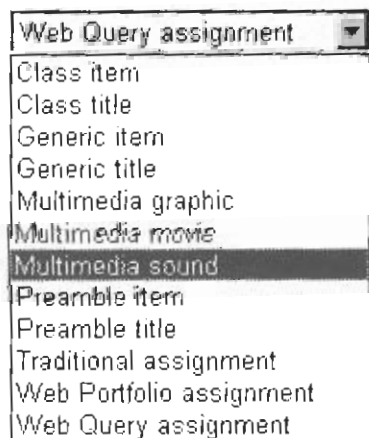 Web Query assignment
Class item
Class title
Generic item
Generic title
Multimedia graphic
Multimedia movie
Multimedia sound
Preamble item
Preamble title
Traditional assignment
Web Portfolio assignment
Web Query assignment